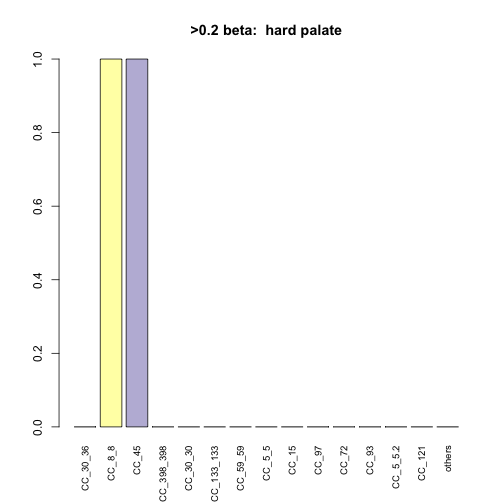 >0.2 beta:  hard palate
1.0
0.8
0.6
0.4
0.2
0.0
CC_30_36
CC_8_8
CC_45
CC_398_398
CC_30_30
CC_133_133
CC_59_59
CC_5_5
CC_15
CC_97
CC_72
CC_93
CC_5_5.2
CC_121
others